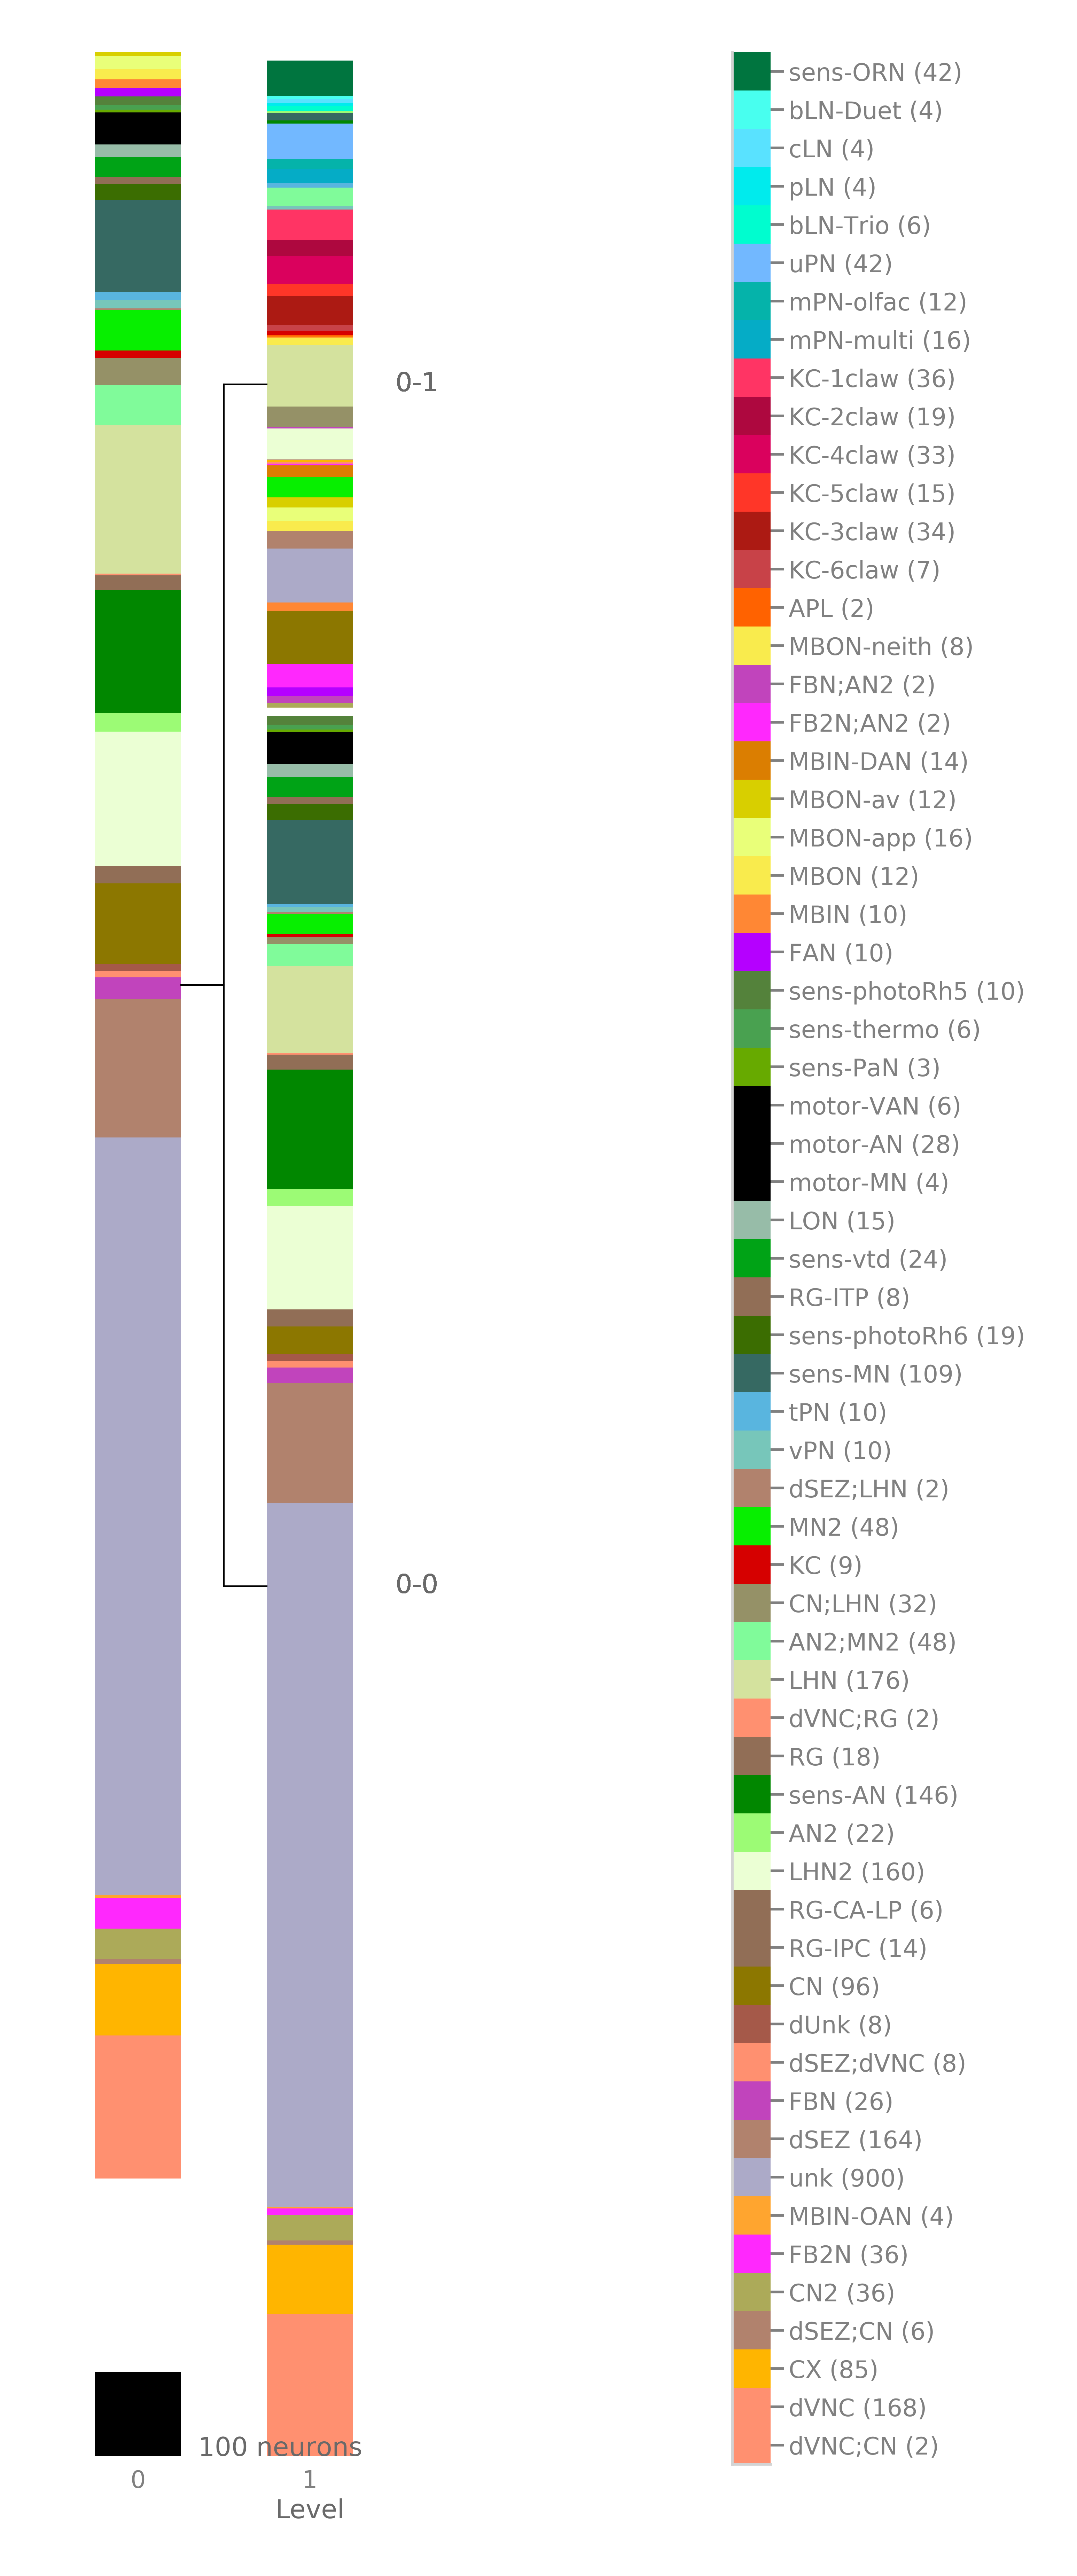 sens-ORN (42)
bLN-Duet (4)
cLN (4)
pLN (4)
bLN-Trio (6)
uPN (42)
mPN-olfac (12)
mPN-multi (16)
KC-1claw (36)
0-1
KC-2claw (19)
KC-4claw (33)
KC-5claw (15)
KC-3claw (34)
KC-6claw (7)
APL (2)
MBON-neith (8)
FBN;AN2 (2)
FB2N;AN2 (2)
MBIN-DAN (14)
MBON-av (12)
MBON-app (16)
MBON (12)
MBIN (10)
FAN (10)
sens-photoRh5 (10)
sens-thermo (6)
sens-PaN (3)
motor-VAN (6)
motor-AN (28)
motor-MN (4)
LON (15)
sens-vtd (24)
RG-ITP (8)
sens-photoRh6 (19)
sens-MN (109)
tPN (10)
vPN (10)
dSEZ;LHN (2)
MN2 (48)
KC (9)
0-0
CN;LHN (32)
AN2;MN2 (48)
LHN (176)
dVNC;RG (2)
RG (18)
sens-AN (146)
AN2 (22)
LHN2 (160)
RG-CA-LP (6)
RG-IPC (14)
CN (96)
dUnk (8)
dSEZ;dVNC (8)
FBN (26)
dSEZ (164)
unk (900)
MBIN-OAN (4)
FB2N (36)
CN2 (36)
dSEZ;CN (6)
CX (85)
dVNC (168)
dVNC;CN (2)
100 neurons
0 1
Level